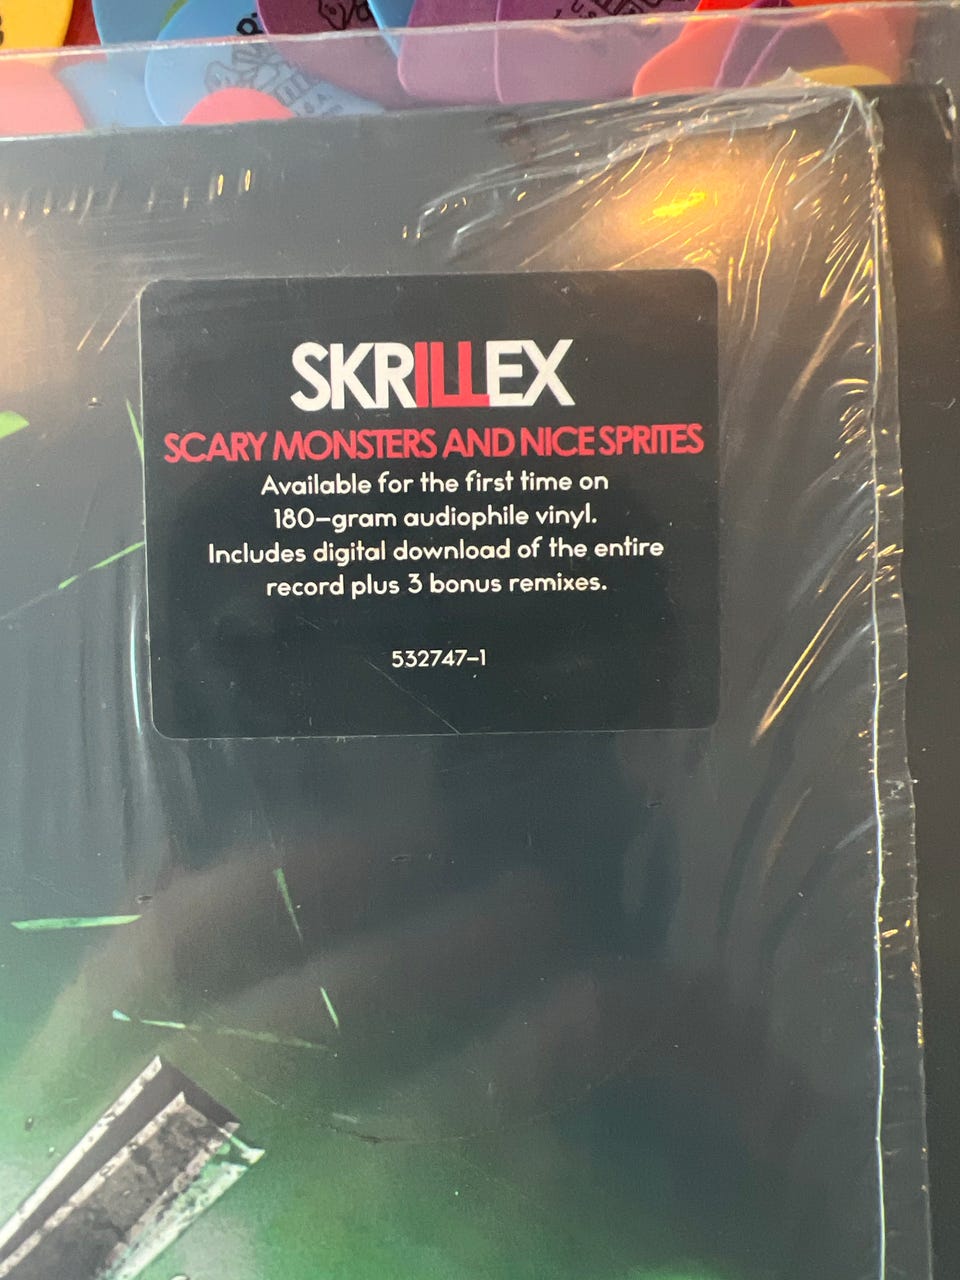 SKRILLEX
SCARY MONSTERS AND NICE SPRITES
Available for the first time on
180-gram audiophile vinyl.
Includes digital download of the entire
record plus 3 bonus remixes.
532747-1